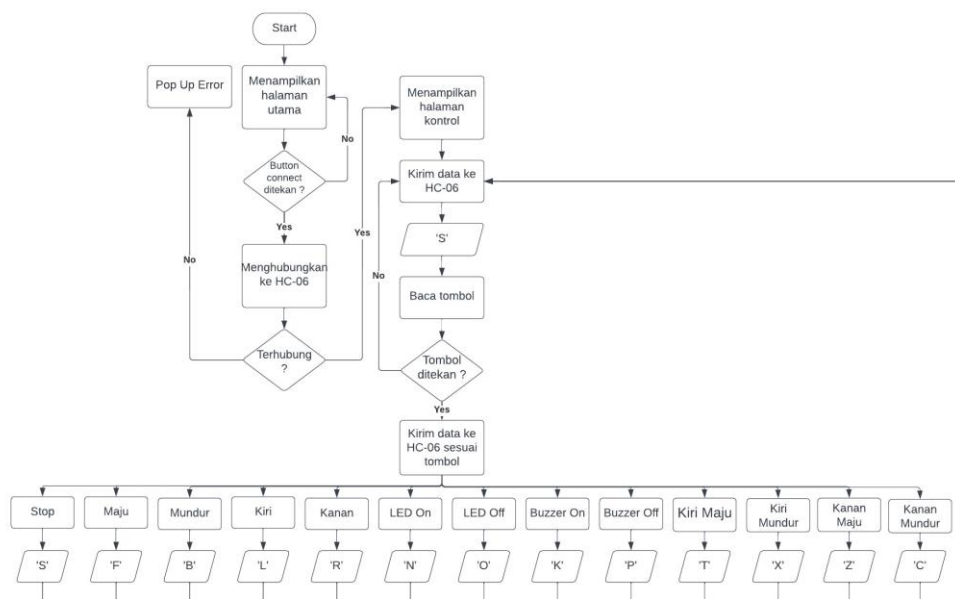 Start
Menampilkan
halaman
utama
Pop Up Error
No
Button
connect
ditekan ?
Yes
Menghubungkan
ke HC-06
No
Terhubung
?
Yes
Menampilkan
halaman
kontrol
Kirim data ke
HC-06
'S'
No
Baca tombol
Tombol
ditekan ?
Yes
Kirim data ke
HC-06 sesuai
tombol
Stop
Maju
Mundur
Kiri
Kanan
LED On
LED Off
Buzzer On
Buzzer Off
Kiri Maju
Kiri
Mundur
Kanan
Maju
Kanan
Mundur
'S'
'F'
'B'
'L'
'R'
'N'
'O'
'K'
'P'
'T'
'X'
'Z'
'C'